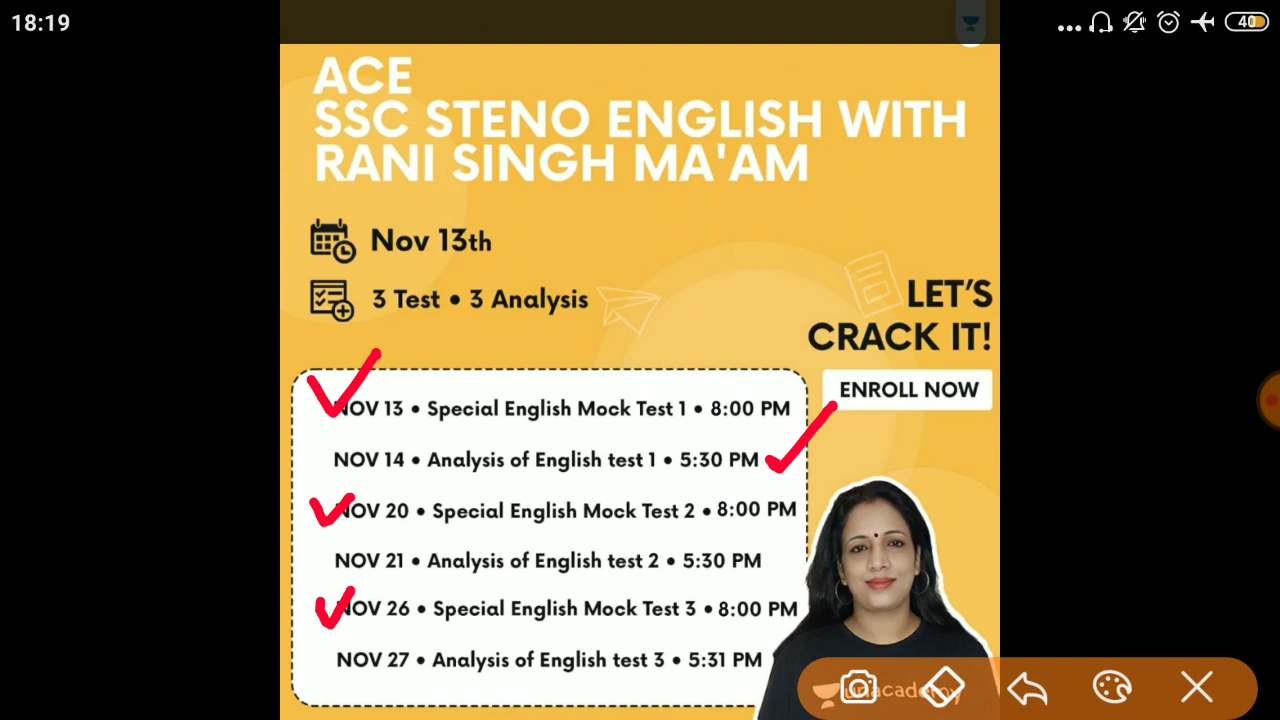 18:19
40
ACE
SSC STENO ENGLISH WITH
RANI SINGH MA'AM
Nov 13th
3 Test • 3 Analysis
LET'S
CRACK IT!
ENROLL NOW
NOV 13 • Special English Mock Test 1 • 8:00 PM
NOV 14 • Analysis of English test 1 • 5:30 PM
NOV 20 • Special English Mock Test 2 • 8:00 PM
NOV 21 • Analysis of English test 2 • 5:30 PM
NOV 26 • Special English Mock Test 3 • 8:00 PM
NOV 27 • Analysis of English test 3 • 5:31 PM
unacademy